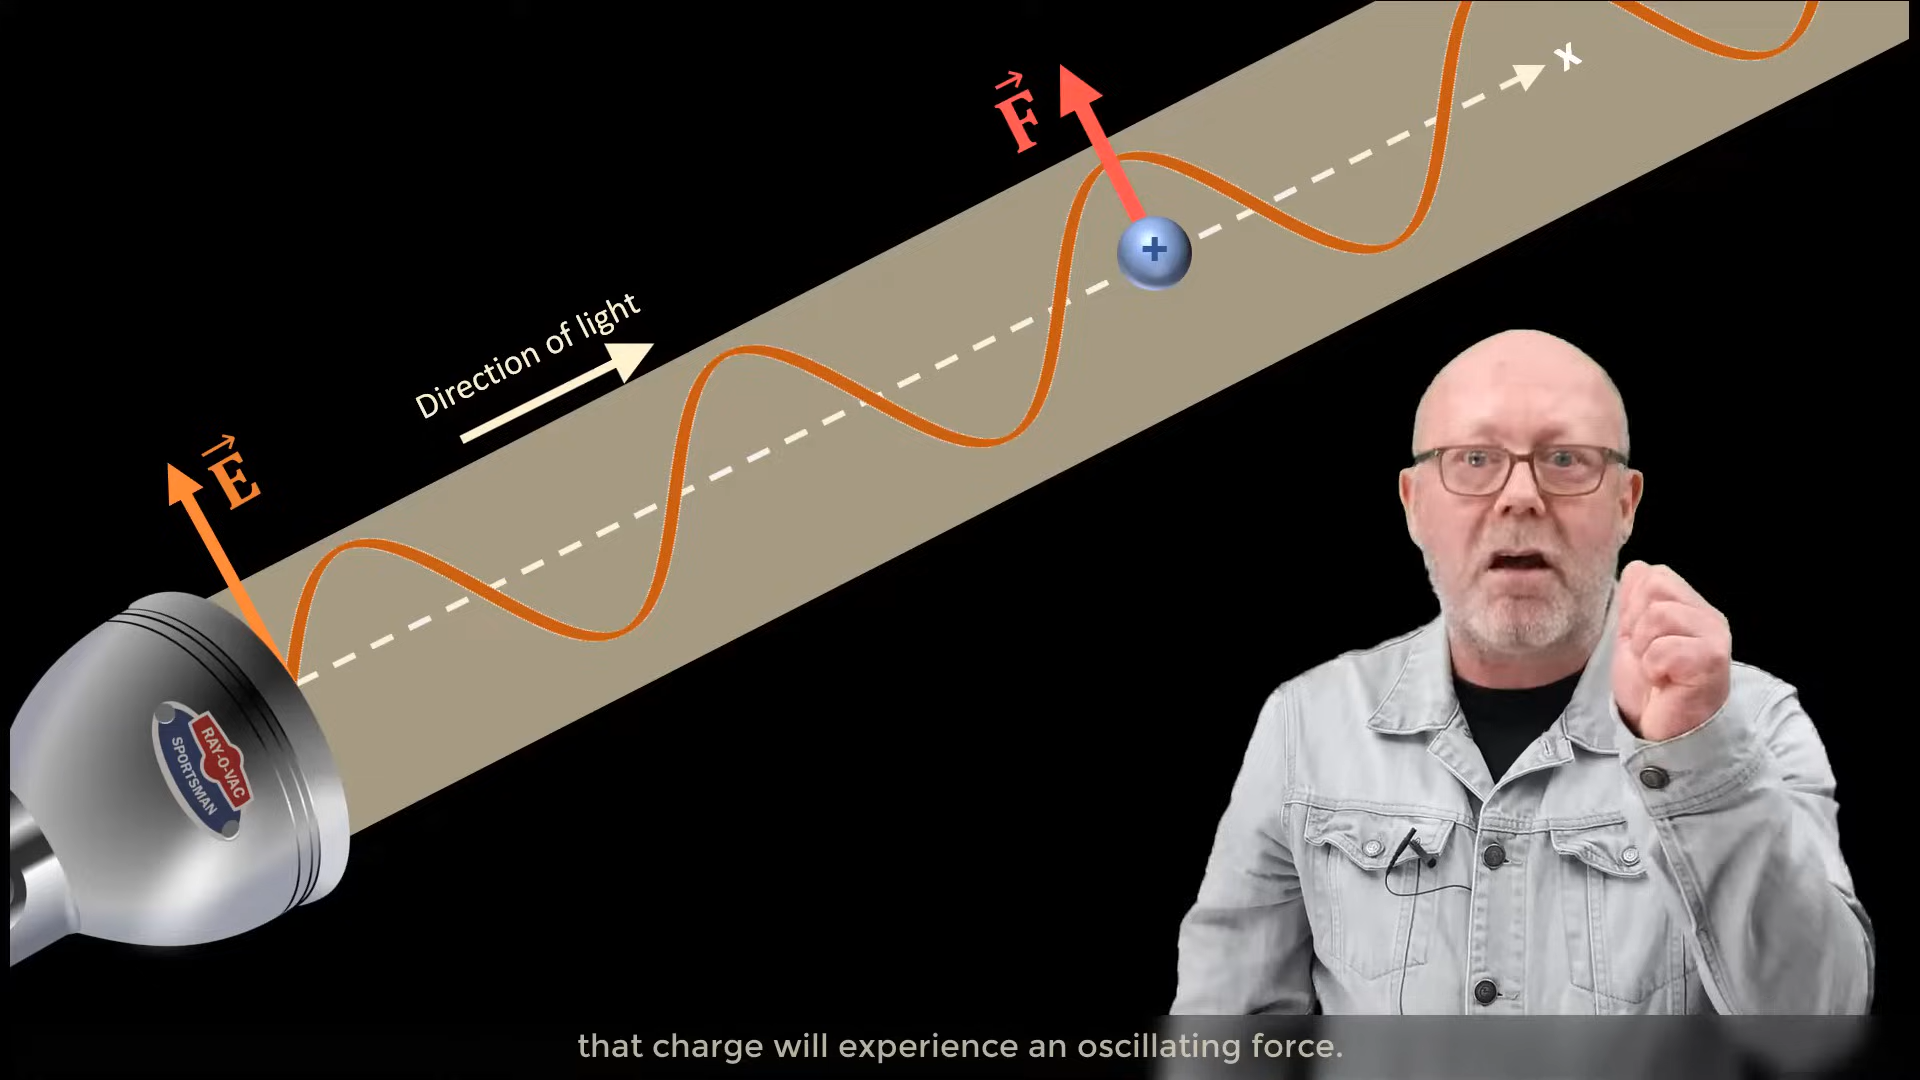 x
F
Direction of light
E
RAY-O-VAC
SPORTSMAN
+
that charge will experience an oscillating force.